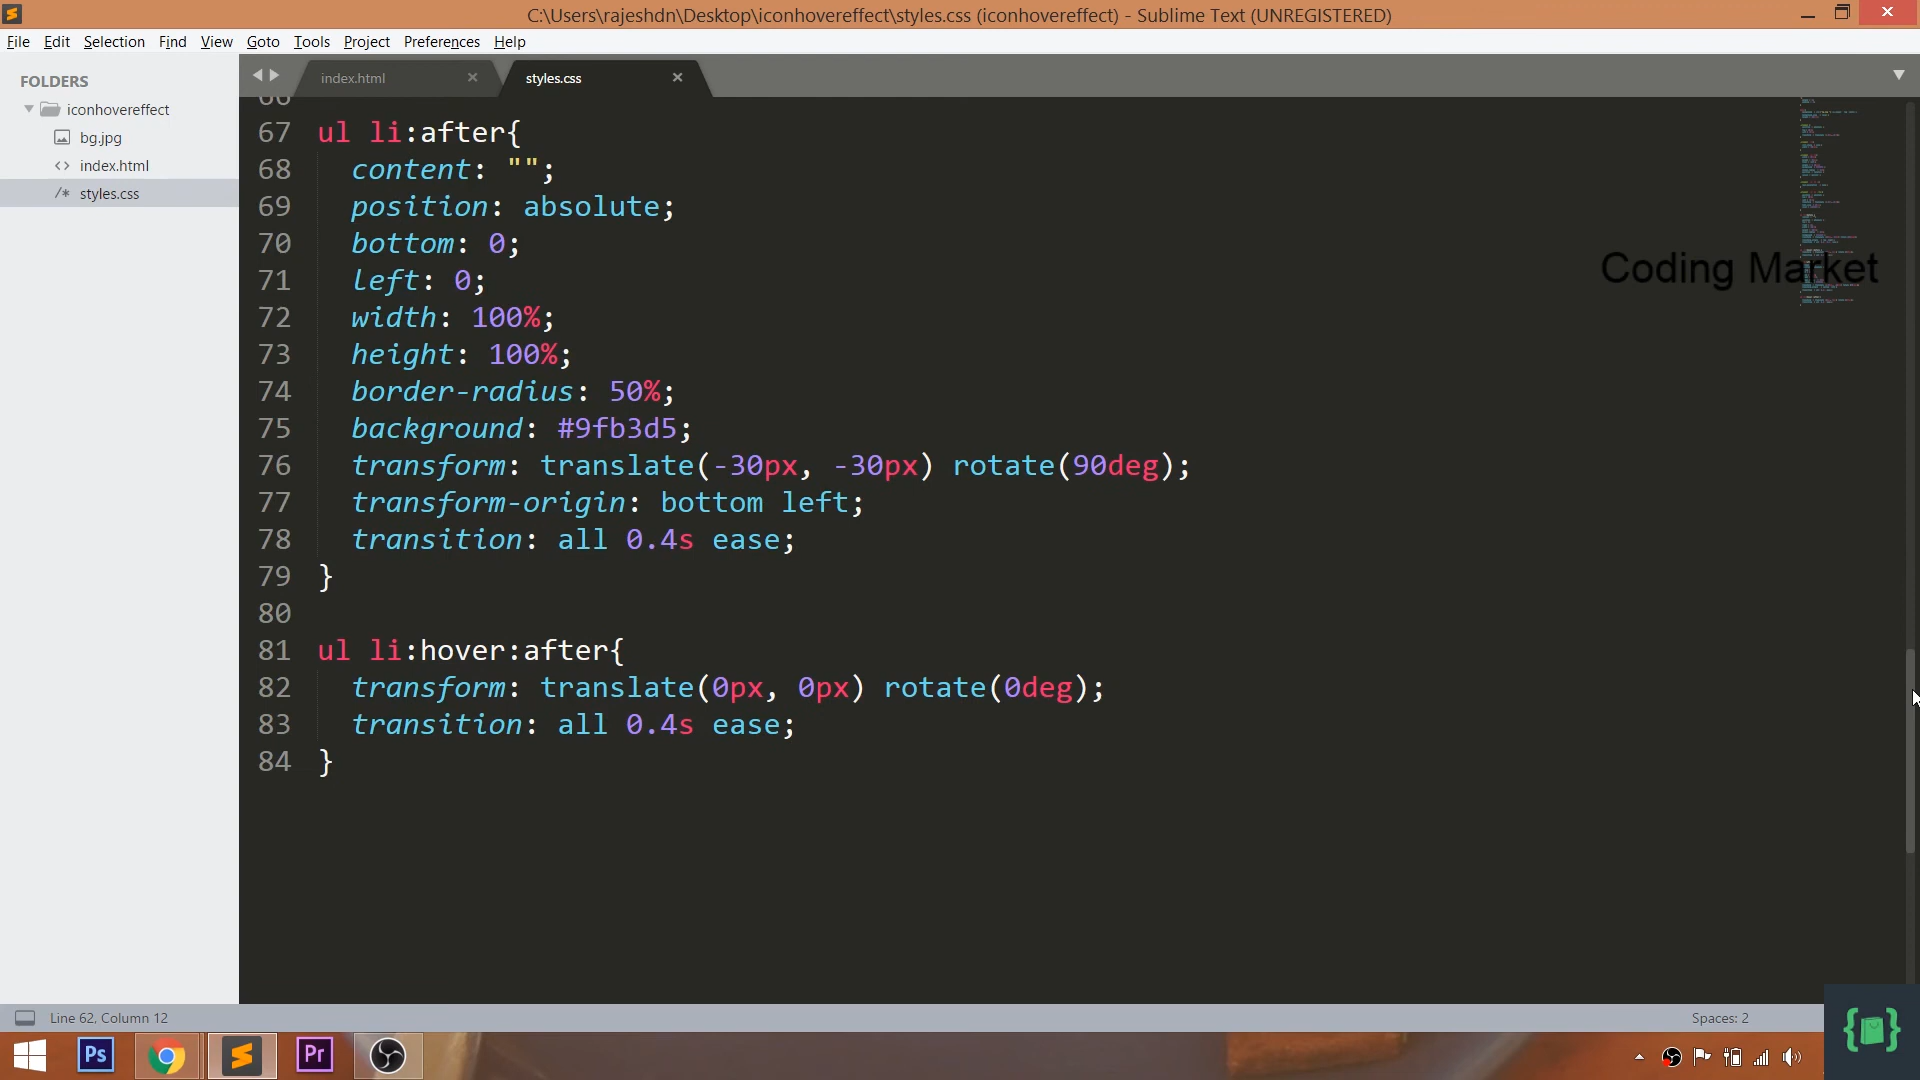 C:\Users\rajeshdn\Desktop\iconhovereffect\styles.css (iconhovereffect) - Sublime Text (UNREGISTERED)
File Edit Selection Find View Goto Tools Project Preferences Help
FOLDERS
iconhovereffect
bg.jpg
<> index.html
/* styles.css
index.html
styles.css
66
67 ul li:after{
68 content: "";
69 position: absolute;
70 bottom: 0;
71 left: 0;
72 width: 100%;
73 height: 100%;
74 border-radius: 50%;
75 background: #9fb3d5;
76 transform: translate(-30px, -30px) rotate(90deg);
77 transform-origin: bottom left;
78 transition: all 0.4s ease;
79 }
80
81 ul li:hover:after{
82 transform: translate(0px, 0px) rotate(0deg);
83 transition: all 0.4s ease;
84 }
Coding Market
Line 62, Column 12
Spaces: 2
Ps
Pr